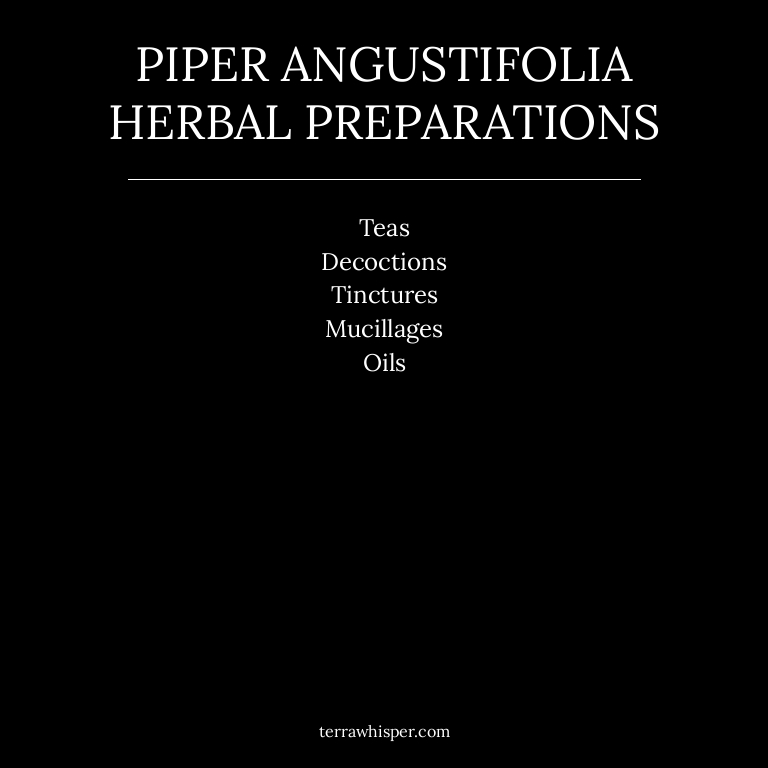 PIPER ANGUSTIFOLIA
HERBAL PREPARATIONS
Teas
Decoctions
Tinctures
Mucillages
Oils
terrawhisper.com